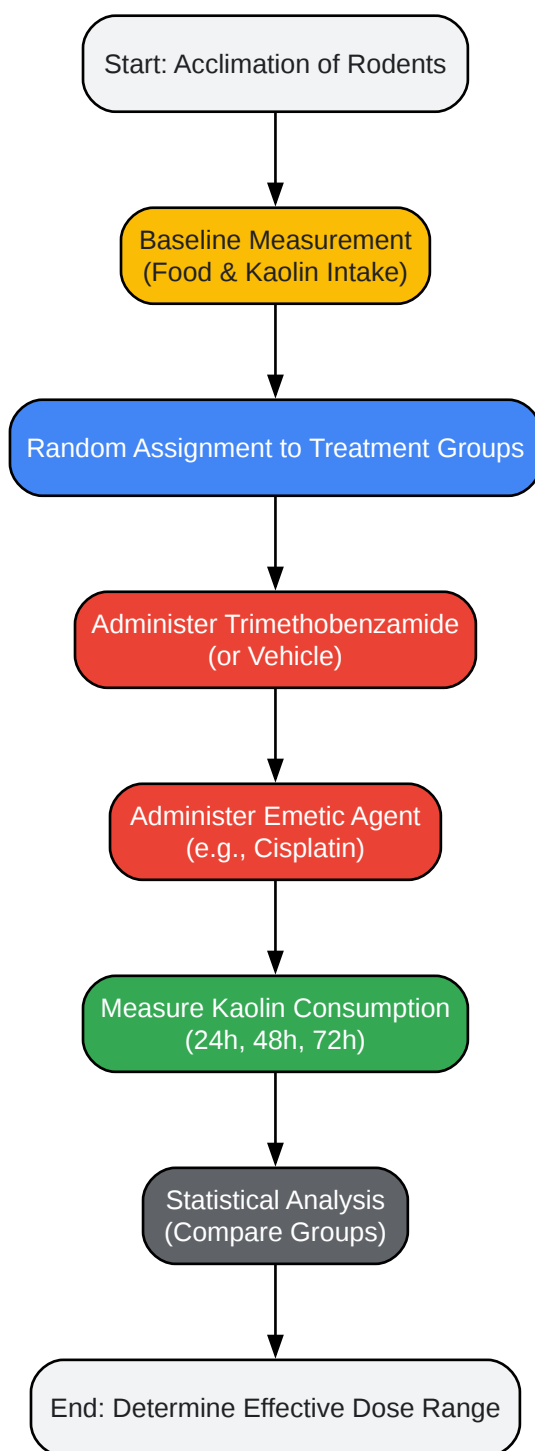 Start: Acclimation of Rodents
Baseline Measurement
(Food & Kaolin Intake)
Random Assignment to Treatment Groups
Administer Trimethobenzamide
(or Vehicle)
Administer Emetic Agent
(e.g., Cisplatin)
Measure Kaolin Consumption
(24h, 48h, 72h)
Statistical Analysis
(Compare Groups)
End: Determine Effective Dose Range